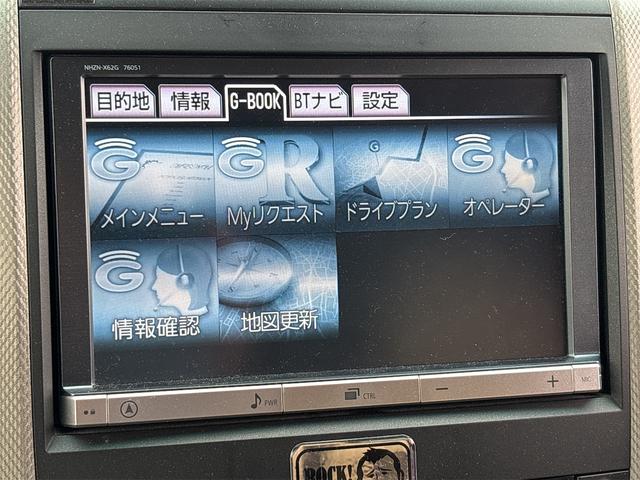 NHZN-X62G 76051
目的地 情報 G-BOOK BTナビ 設定
G G R G G
メインメニュー Myリクエスト ドライブプラン オペレーター
G
情報確認 地図更新
PWR CTRL − + MIC
ROCK!